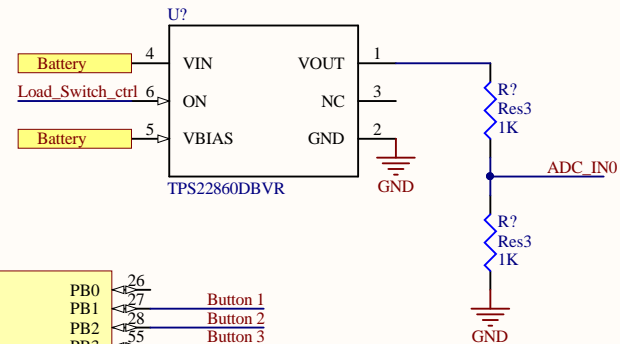 U?
Battery 4 VIN VOUT 1
Load_Switch_ctrl 6 ON NC 3
Battery 5 VBIAS GND 2
TPS22860DBVR
GND
R?
Res3
1K
ADC_IN0
R?
Res3
1K
GND
PB0 26
PB1 27 Button 1
PB2 28 Button 2
55 Button 3